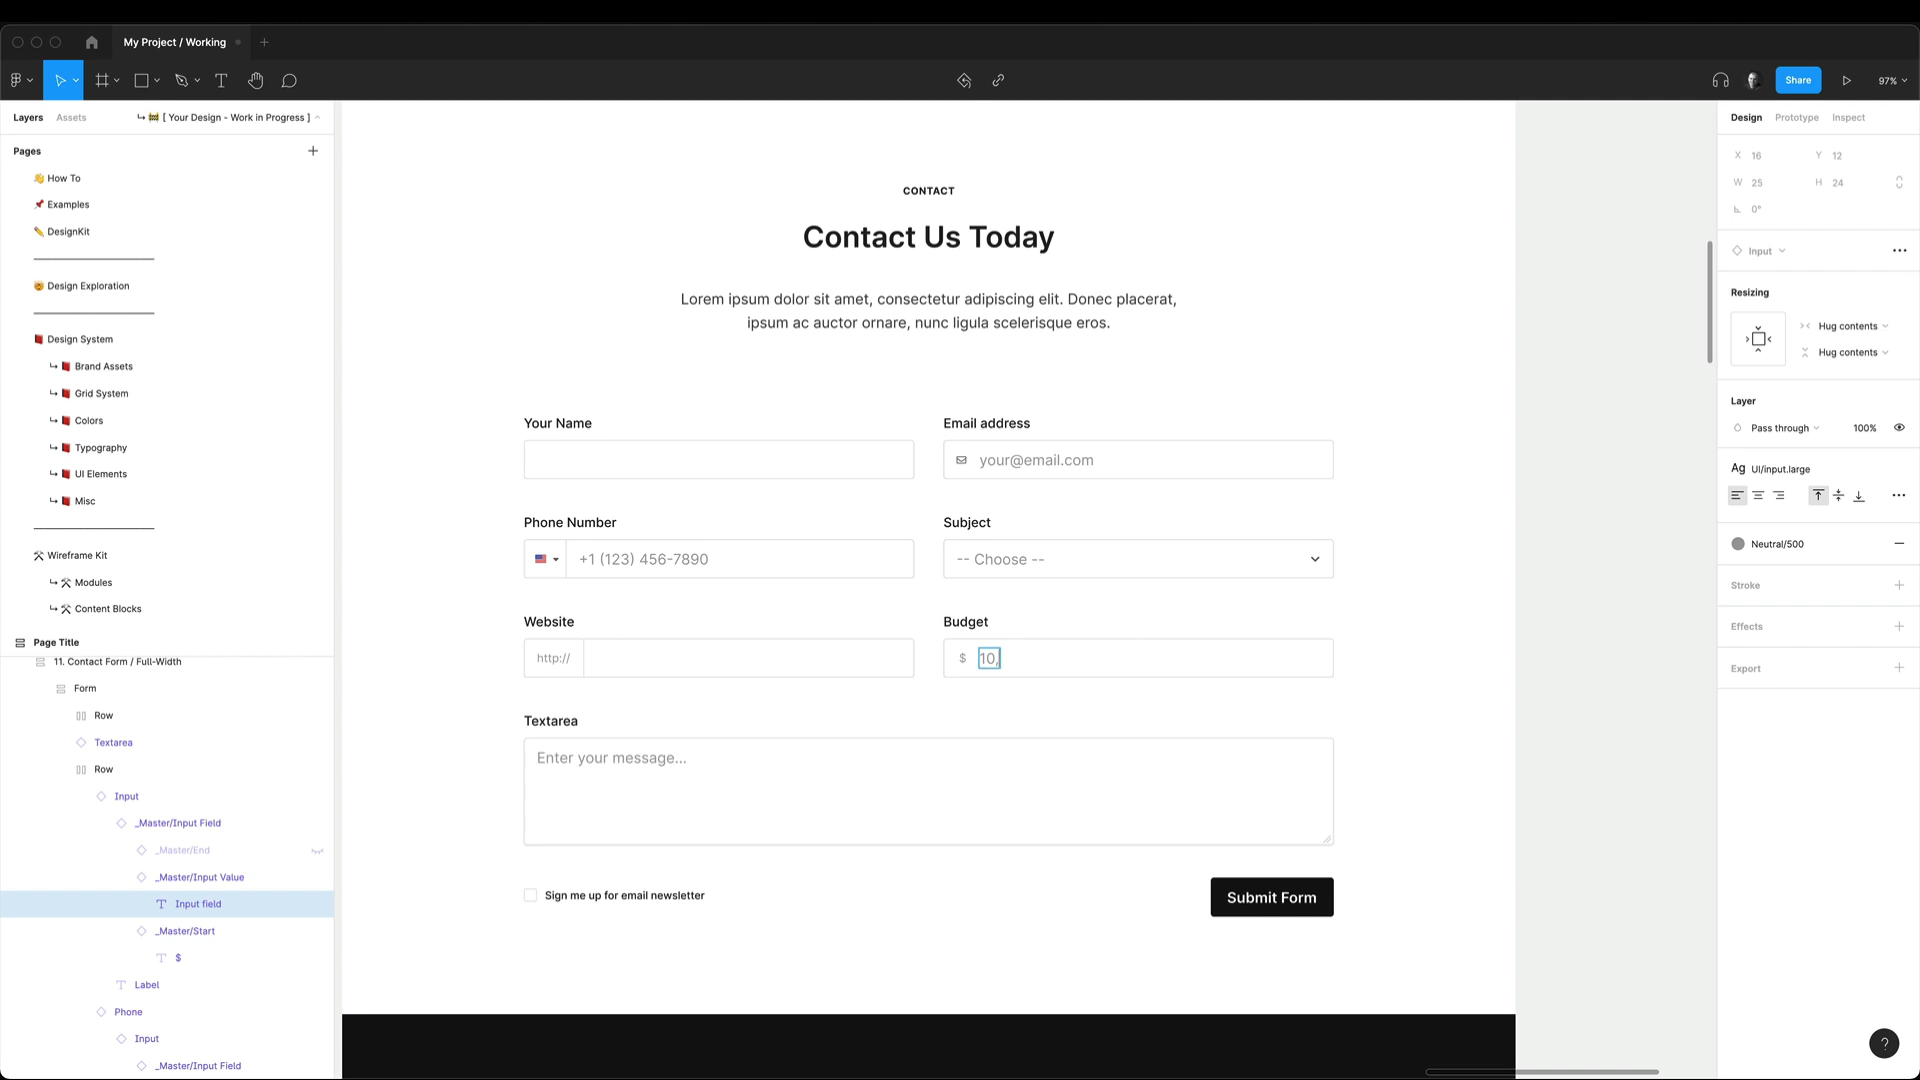 My Project / Working
97%
Share
Layers
Assets
↳ 🚧 [ Your Design - Work in Progress ]
Pages
👋 How To
📌 Examples
✏️ DesignKit
🤯 Design Exploration
📕 Design System
↳ 📕 Brand Assets
↳ 📕 Grid System
↳ 📕 Colors
↳ 📕 Typography
↳ 📕 UI Elements
↳ 📕 Misc
⚒ Wireframe Kit
↳ ⚒ Modules
↳ ⚒ Content Blocks
Page Title
11. Contact Form / Full-Width
Form
Row
Textarea
Row
Input
_Master/Input Field
_Master/End
_Master/Input Value
Input field
_Master/Start
$
Label
Phone
Input
_Master/Input Field
CONTACT
Contact Us Today
Lorem ipsum dolor sit amet, consectetur adipiscing elit. Donec placerat,
ipsum ac auctor ornare, nunc ligula scelerisque eros.
Your Name
Email address
your@email.com
Phone Number
Subject
+1 (123) 456-7890
-- Choose --
Website
Budget
http://
$ 10,
Textarea
Enter your message...
Sign me up for email newsletter
Submit Form
Design
Prototype
Inspect
X 16
Y 12
W 25
H 24
0°
Input
Resizing
Hug contents
Hug contents
Layer
Pass through
100%
Ag UI/input.large
Neutral/500
Stroke
Effects
Export
?